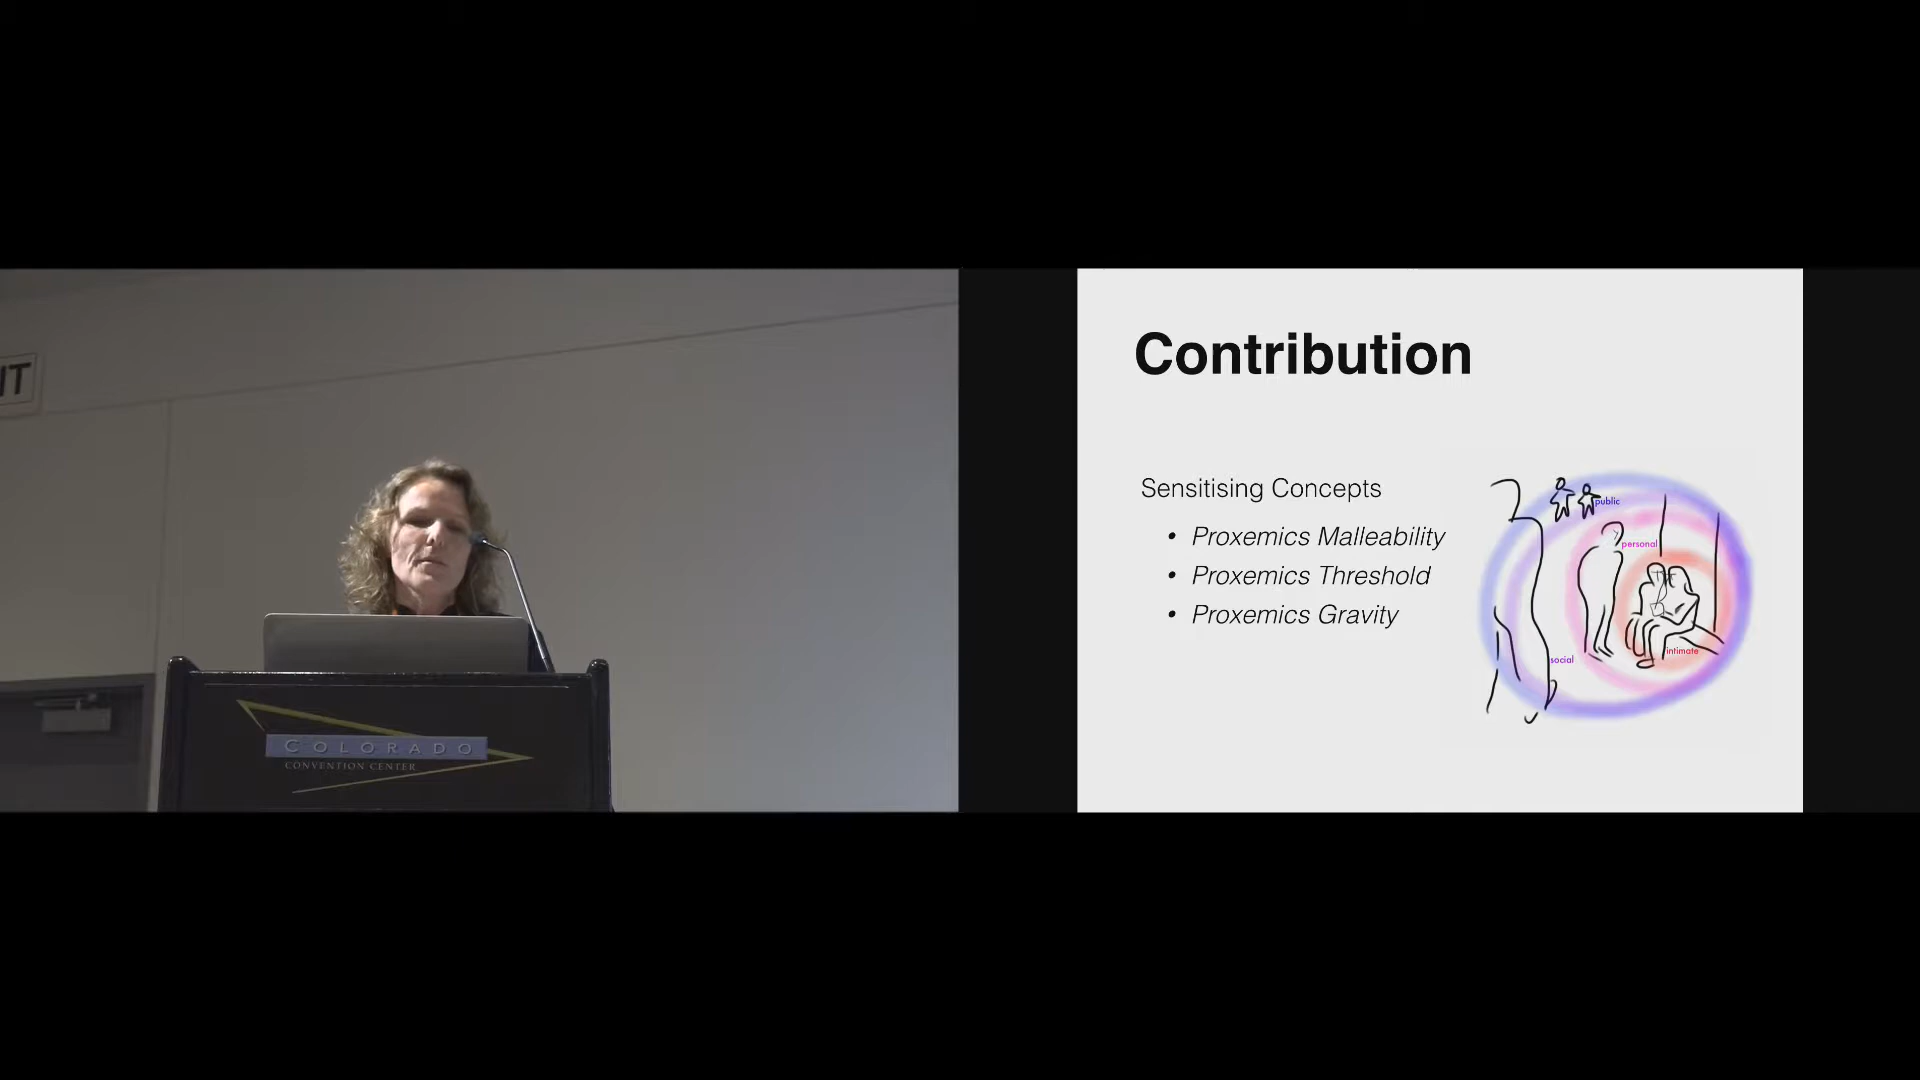 IT
COLORADO
CONVENTION CENTER
Contribution
Sensitising Concepts
• Proxemics Malleability
• Proxemics Threshold
• Proxemics Gravity
public
personal
intimate
social